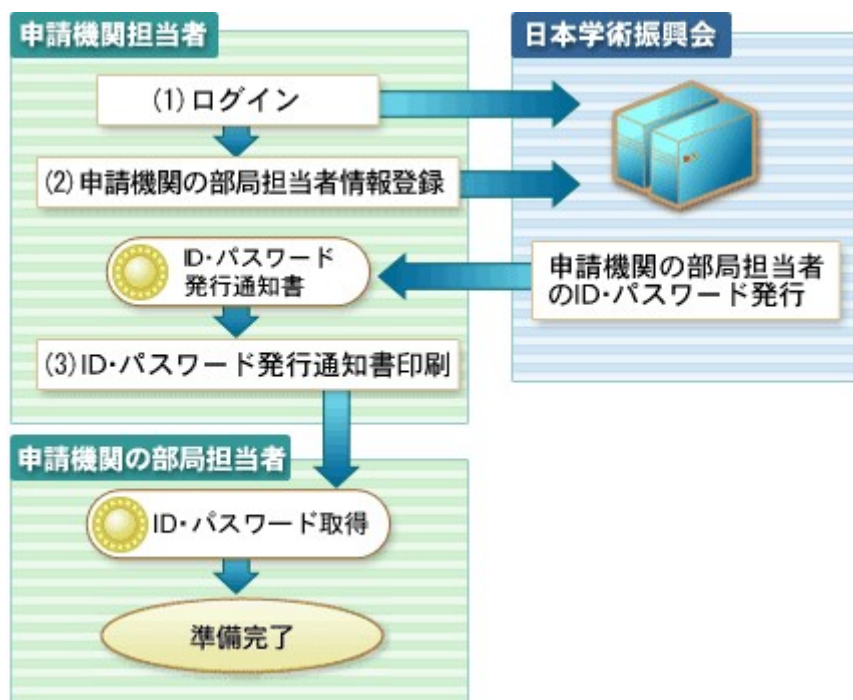 申請機関担当者
日本学術振興会
(1)ログイン
(2)申請機関の部局担当者情報登録
ID・パスワード
発行通知書
申請機関の部局担当者
のID・パスワード発行
(3)ID・パスワード発行通知書印刷
申請機関の部局担当者
ID・パスワード取得
準備完了